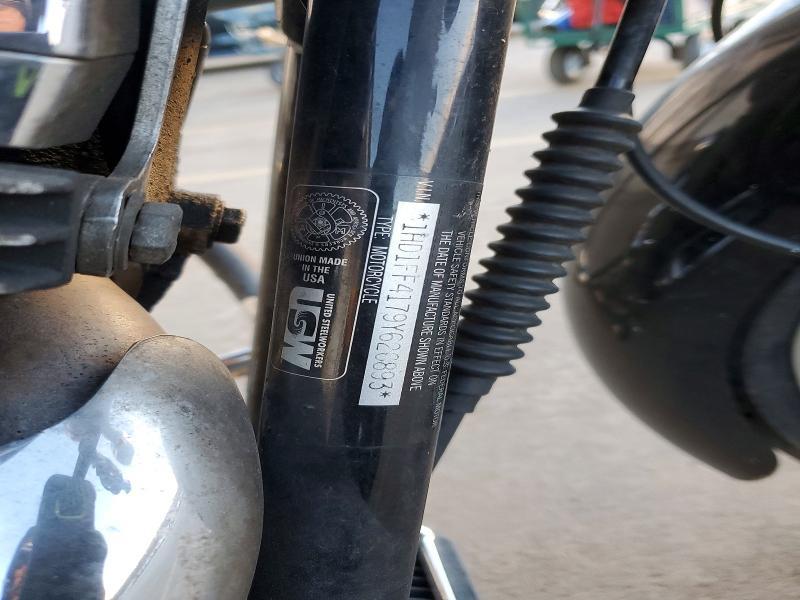 UNION MADE
IN THE
USA
UNITED STEELWORKERS
USW
TYPE: MOTORCYCLE
VIN
*1HD1FF4179Y620893*
VEHICLE SAFETY STANDARDS IN EFFECT ON
THE DATE OF MANUFACTURE SHOWN ABOVE